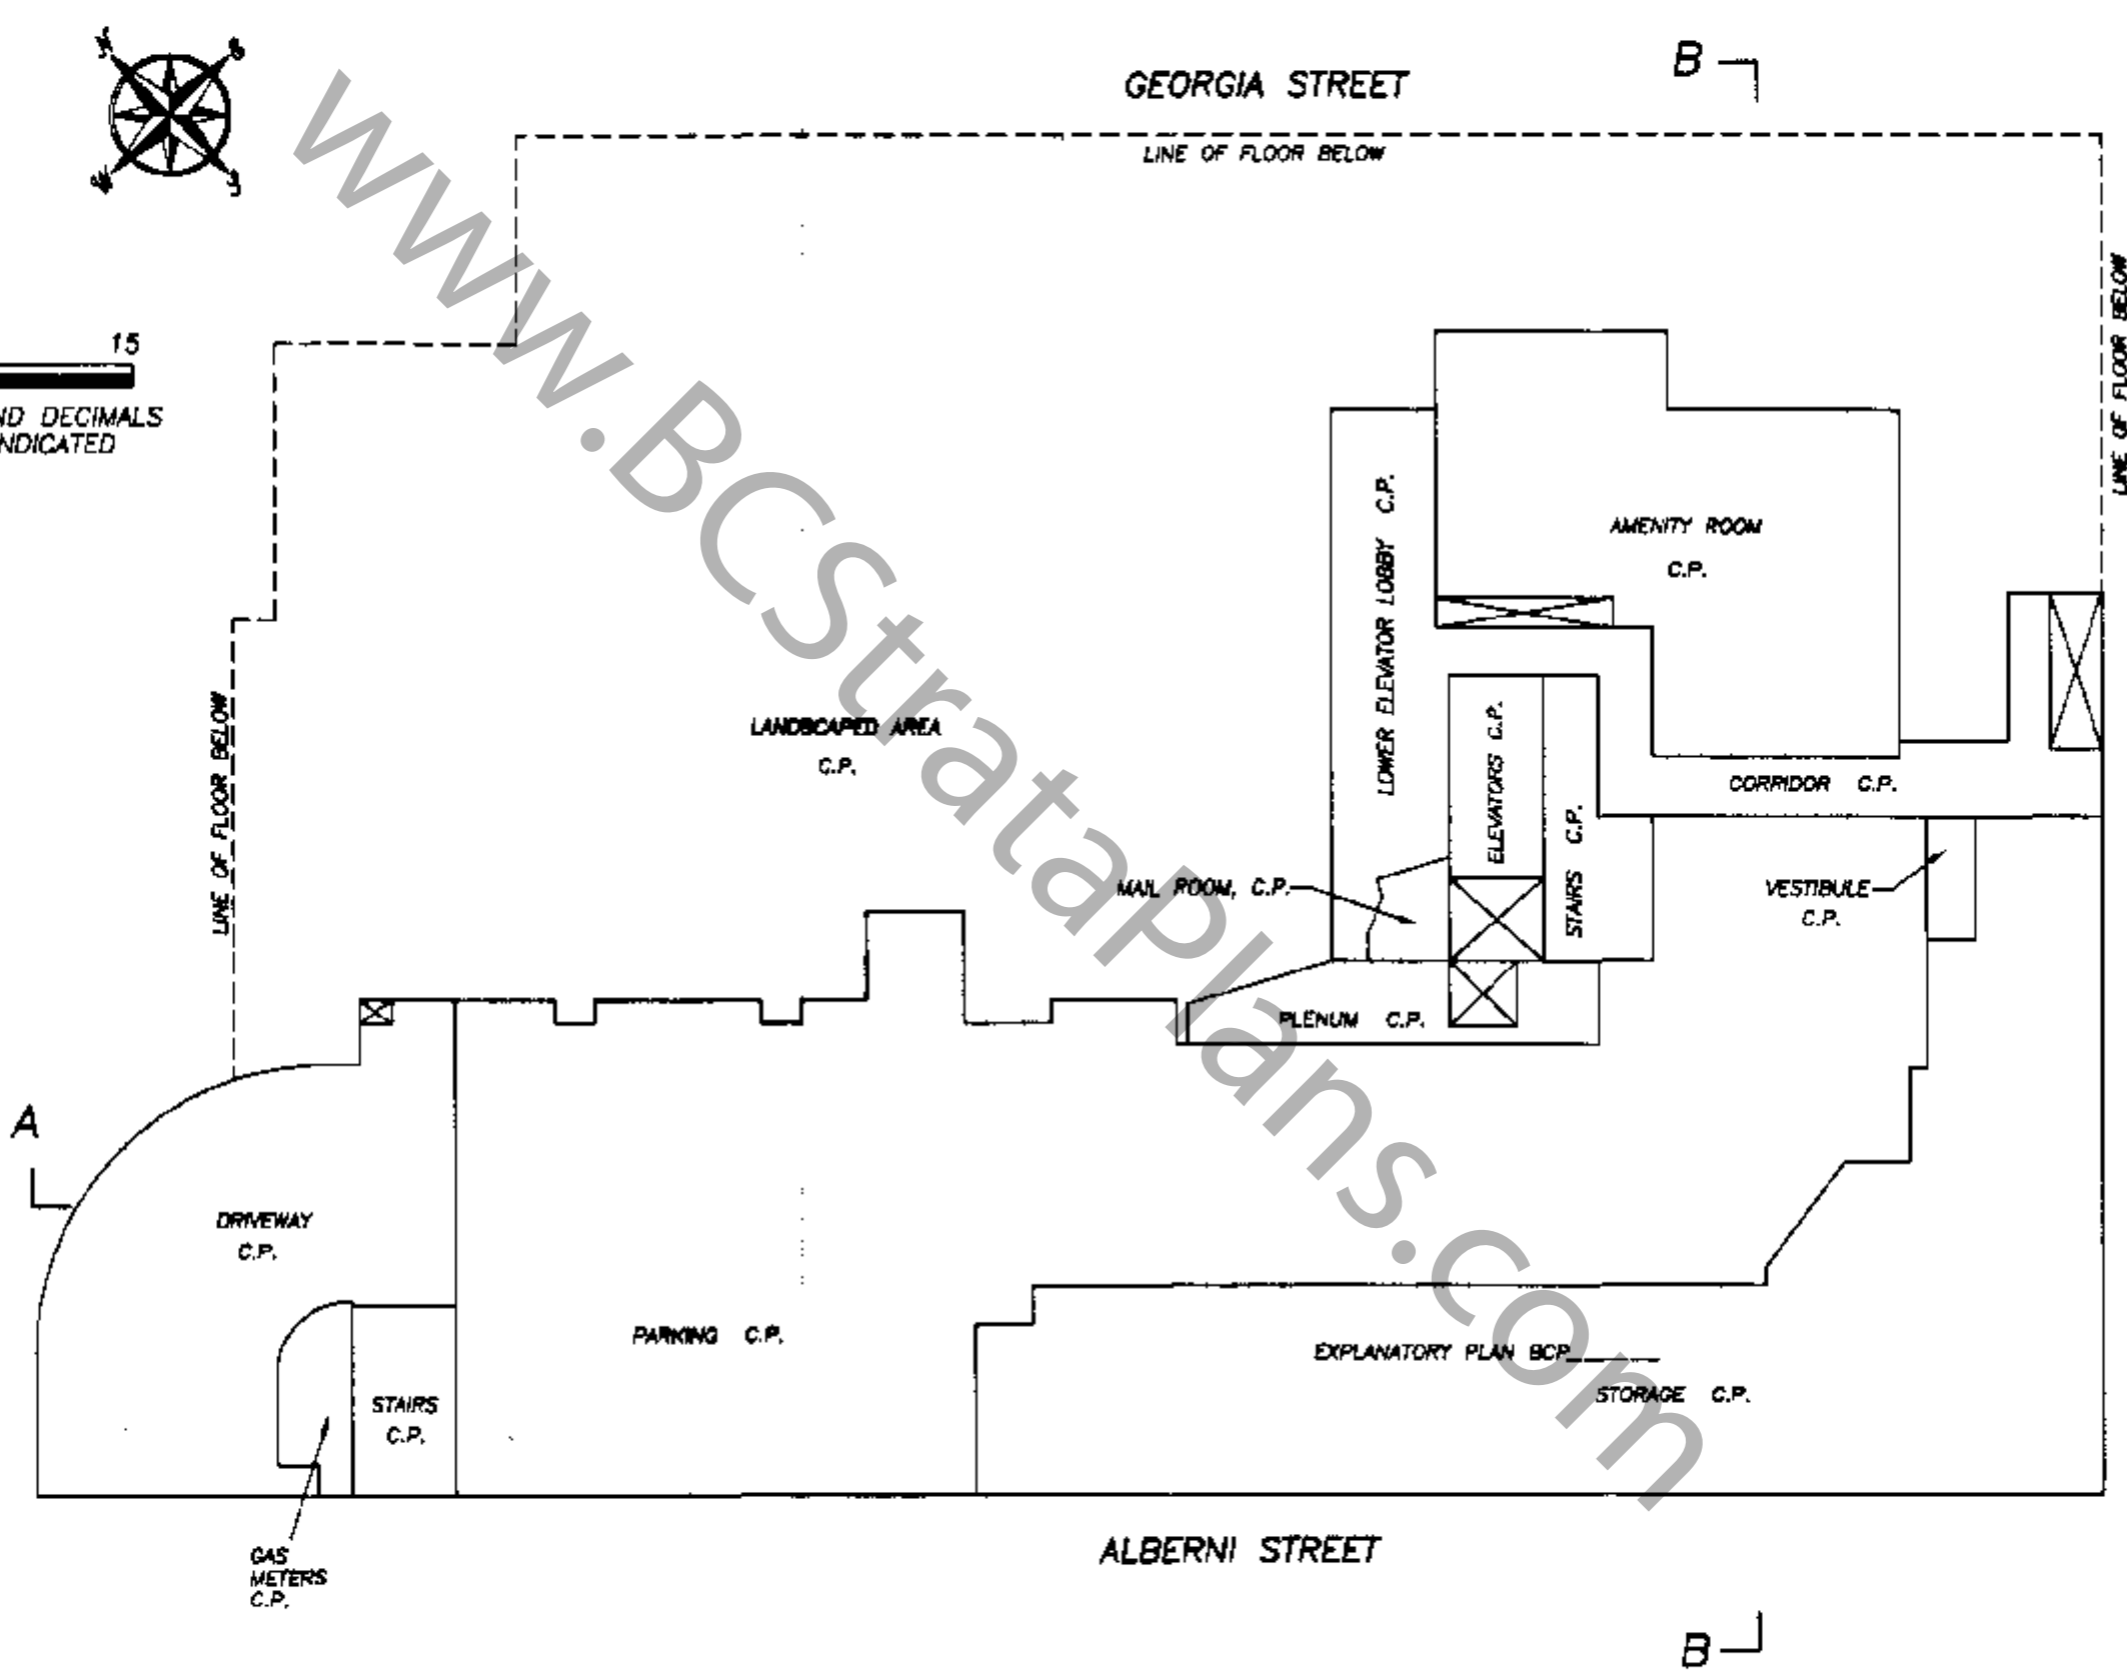 N
GEORGIA STREET
B
LINE OF FLOOR BELOW
S
15
ND DECIMALS
NDICATED
LINE OF FLOOR BELOW
AMENITY ROOM
C.P.
LOWER ELEVATOR LOBBY C.P.
LANDSCAPED AREA
C.P.
LINE OF FLOOR BELOW
ELEVATORS C.P.
CORRIDOR C.P.
STAIRS C.P.
MAIL ROOM, C.P.
VESTIBULE
C.P.
PLENUM C.P.
A
DRIVEWAY
C.P.
PARKING C.P.
EXPLANATORY PLAN BCP
STORAGE C.P.
STAIRS
C.P.
GAS
METERS
C.P.
ALBERNI STREET
B
www.BCStrataPlans.com